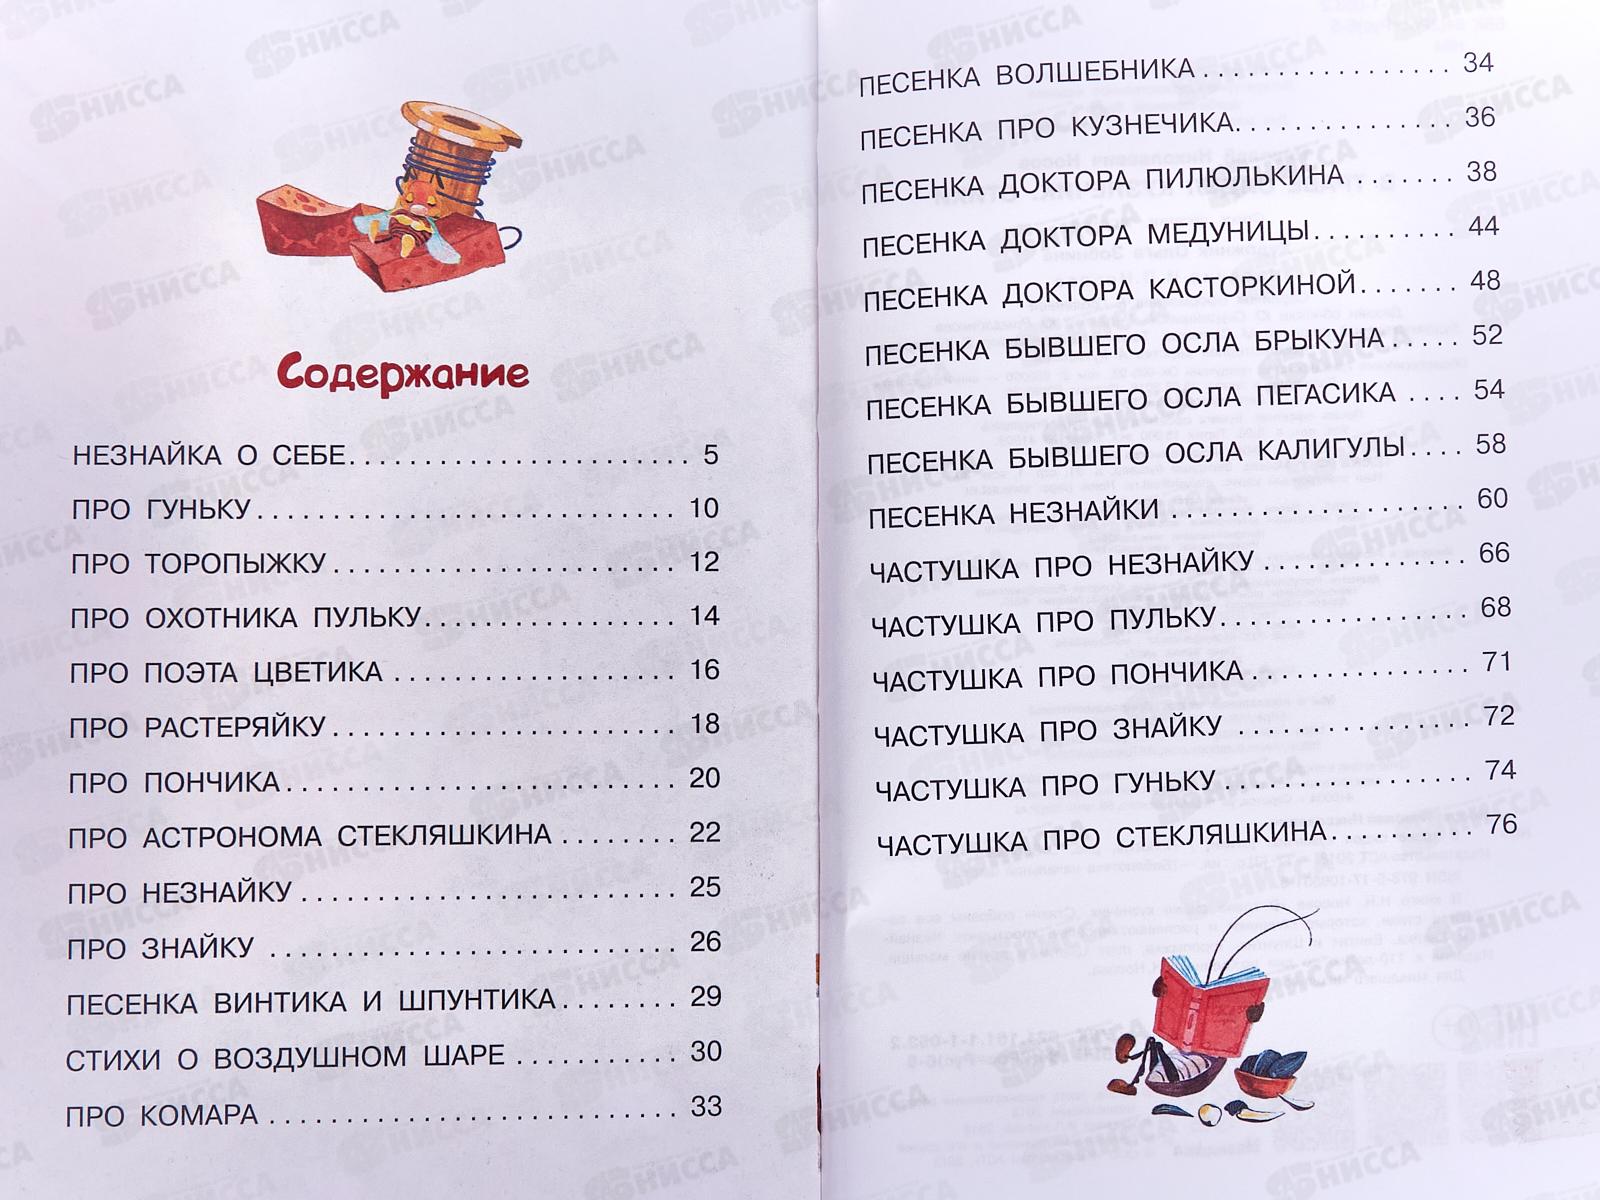 Содержание
НЕЗНАЙКА О СЕБЕ. . . . . . . . . . . . . . . . . . . . . . . 5
ПРО ГУНЬКУ . . . . . . . . . . . . . . . . . . . . . . . . . . . . 10
ПРО ТОРОПЫЖКУ . . . . . . . . . . . . . . . . . . . . . . . 12
ПРО ОХОТНИКА ПУЛЬКУ. . . . . . . . . . . . . . . . . 14
ПРО ПОЭТА ЦВЕТИКА . . . . . . . . . . . . . . . . . . . 16
ПРО РАСТЕРЯЙКУ . . . . . . . . . . . . . . . . . . . . . . . 18
ПРО ПОНЧИКА. . . . . . . . . . . . . . . . . . . . . . . . . . 20
ПРО АСТРОНОМА СТЕКЛЯШКИНА . . . . . . . . 22
ПРО НЕЗНАЙКУ . . . . . . . . . . . . . . . . . . . . . . . . . 25
ПРО ЗНАЙКУ . . . . . . . . . . . . . . . . . . . . . . . . . . . 26
ПЕСЕНКА ВИНТИКА И ШПУНТИКА. . . . . . . . 29
СТИХИ О ВОЗДУШНОМ ШАРЕ . . . . . . . . . . . 30
ПРО КОМАРА . . . . . . . . . . . . . . . . . . . . . . . . . . . 33
ПЕСЕНКА ВОЛШЕБНИКА . . . . . . . . . . . . . . . . . 34
ПЕСЕНКА ПРО КУЗНЕЧИКА. . . . . . . . . . . . . . . 36
ПЕСЕНКА ДОКТОРА ПИЛЮЛЬКИНА . . . . . . . 38
ПЕСЕНКА ДОКТОРА МЕДУНИЦЫ. . . . . . . . . . 44
ПЕСЕНКА ДОКТОРА КАСТОРКИНОЙ. . . . . . . 48
ПЕСЕНКА БЫВШЕГО ОСЛА БРЫКУНА . . . . . 52
ПЕСЕНКА БЫВШЕГО ОСЛА ПЕГАСИКА . . . . 54
ПЕСЕНКА БЫВШЕГО ОСЛА КАЛИГУЛЫ. . . . 58
ПЕСЕНКА НЕЗНАЙКИ . . . . . . . . . . . . . . . . . . . . 60
ЧАСТУШКА ПРО НЕЗНАЙКУ . . . . . . . . . . . . . . 66
ЧАСТУШКА ПРО ПУЛЬКУ. . . . . . . . . . . . . . . . . . 68
ЧАСТУШКА ПРО ПОНЧИКА . . . . . . . . . . . . . . . 71
ЧАСТУШКА ПРО ЗНАЙКУ . . . . . . . . . . . . . . . . 72
ЧАСТУШКА ПРО ГУНЬКУ . . . . . . . . . . . . . . . . . 74
ЧАСТУШКА ПРО СТЕКЛЯШКИНА. . . . . . . . . . 76